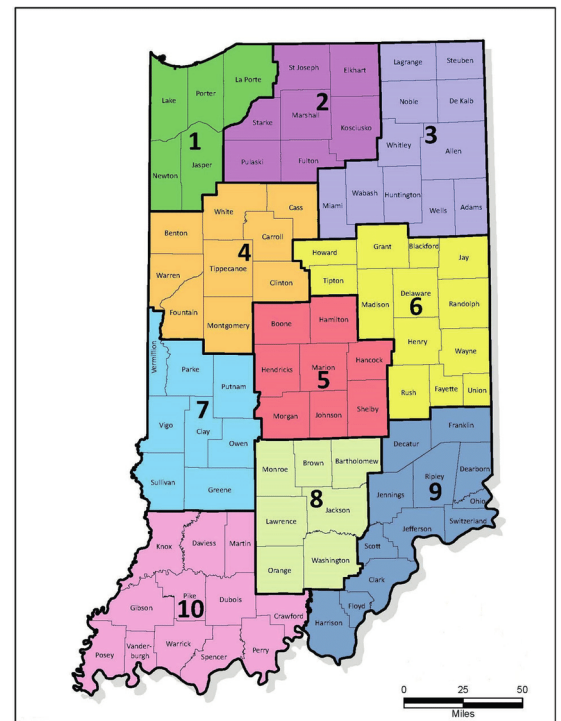 Lake
Porter
La Porte
1
Newton
Jasper
St Joseph
Elkhart
2
Starke
Marshall
Kosciusko
Pulaski
Fulton
Lagrange
Steuben
Noble
De Kalb
3
Whitley
Allen
Miami
Wabash
Huntington
Wells
Adams
White
Cass
Benton
Carroll
4
Warren
Tippecanoe
Clinton
Fountain
Montgomery
Boone
Hamilton
Hendricks
Marion
Hancock
5
Morgan
Johnson
Shelby
Howard
Grant
Blackford
Jay
Tipton
Madison
Delaware
6
Randolph
Henry
Wayne
Rush
Fayette
Union
Vermillion
Parke
Putnam
7
Vigo
Clay
Owen
Sullivan
Greene
Monroe
Brown
Bartholomew
8
Lawrence
Jackson
Orange
Washington
Decatur
Franklin
Ripley
Dearborn
9
Jennings
Ohio
Jefferson
Switzerland
Scott
Clark
Floyd
Harrison
Knox
Daviess
Martin
Pike
Dubois
10
Gibson
Crawford
Posey
Vander-
burgh
Warrick
Spencer
Perry
0 25 50
Miles